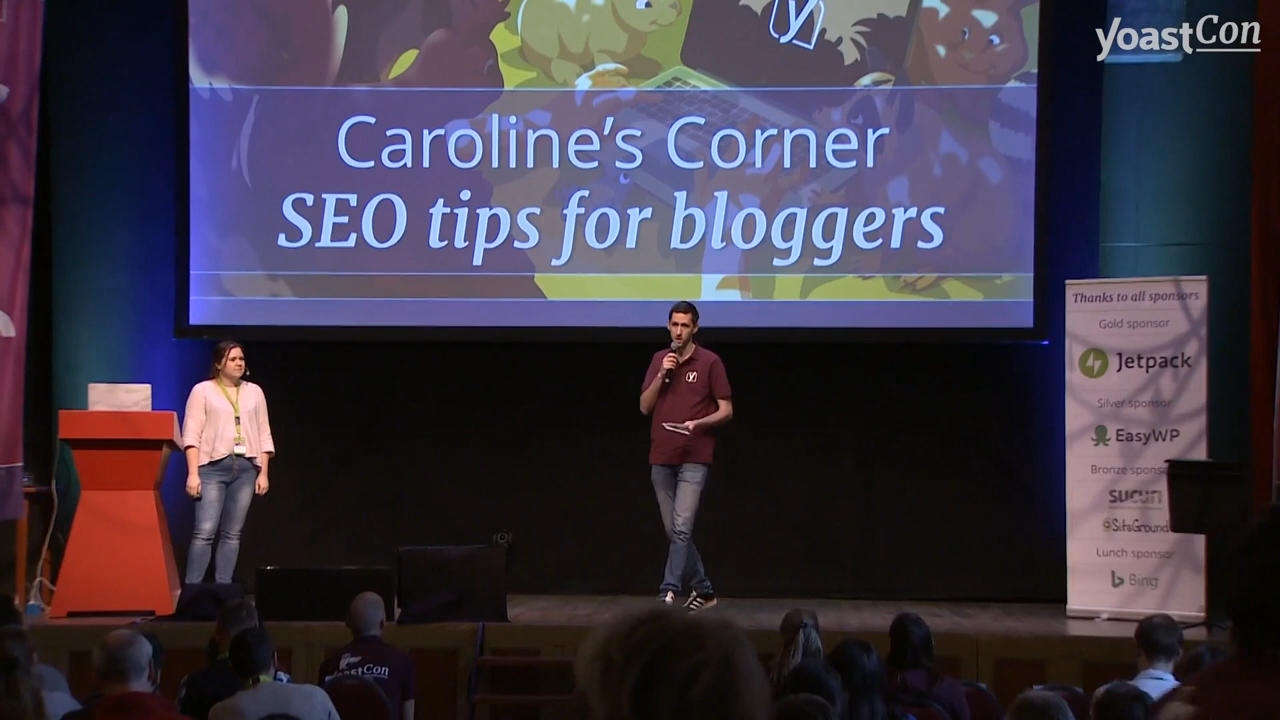 yoastCon
y
Caroline's Corner
SEO tips for bloggers
Thanks to all sponsors
Gold sponsor
Jetpack
Silver sponsor
EasyWP
Bronze
SUCURI
SiteGround
Lunch sponsor
Bing
y
yoastCon